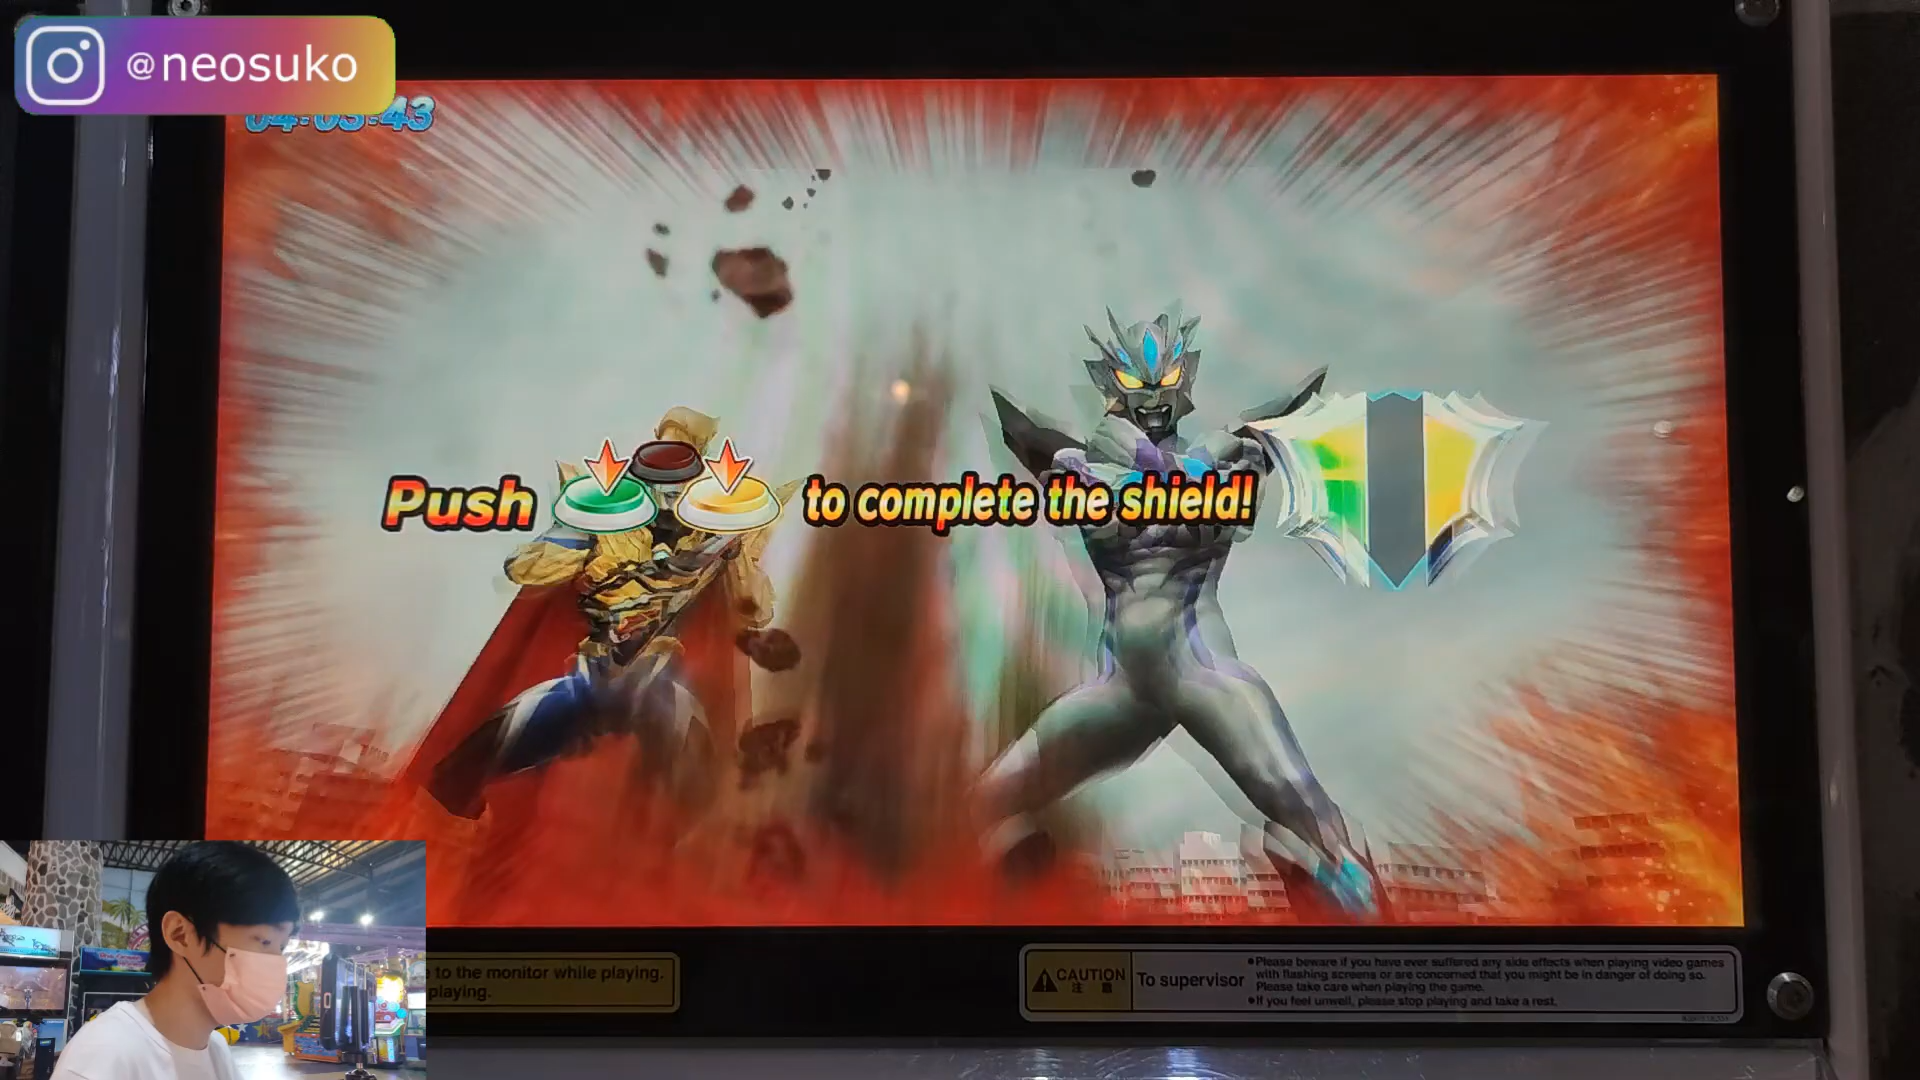 @neosuko
04:03:43
Push to complete the shield!
to the monitor while playing.
playing.
CAUTION
注 意
To supervisor
●Please beware if you have ever suffered any side effects when playing video games
with flashing screens or are concerned that you might be in danger of doing so.
Please take care when playing the game.
●If you feel unwell, please stop playing and take a rest.